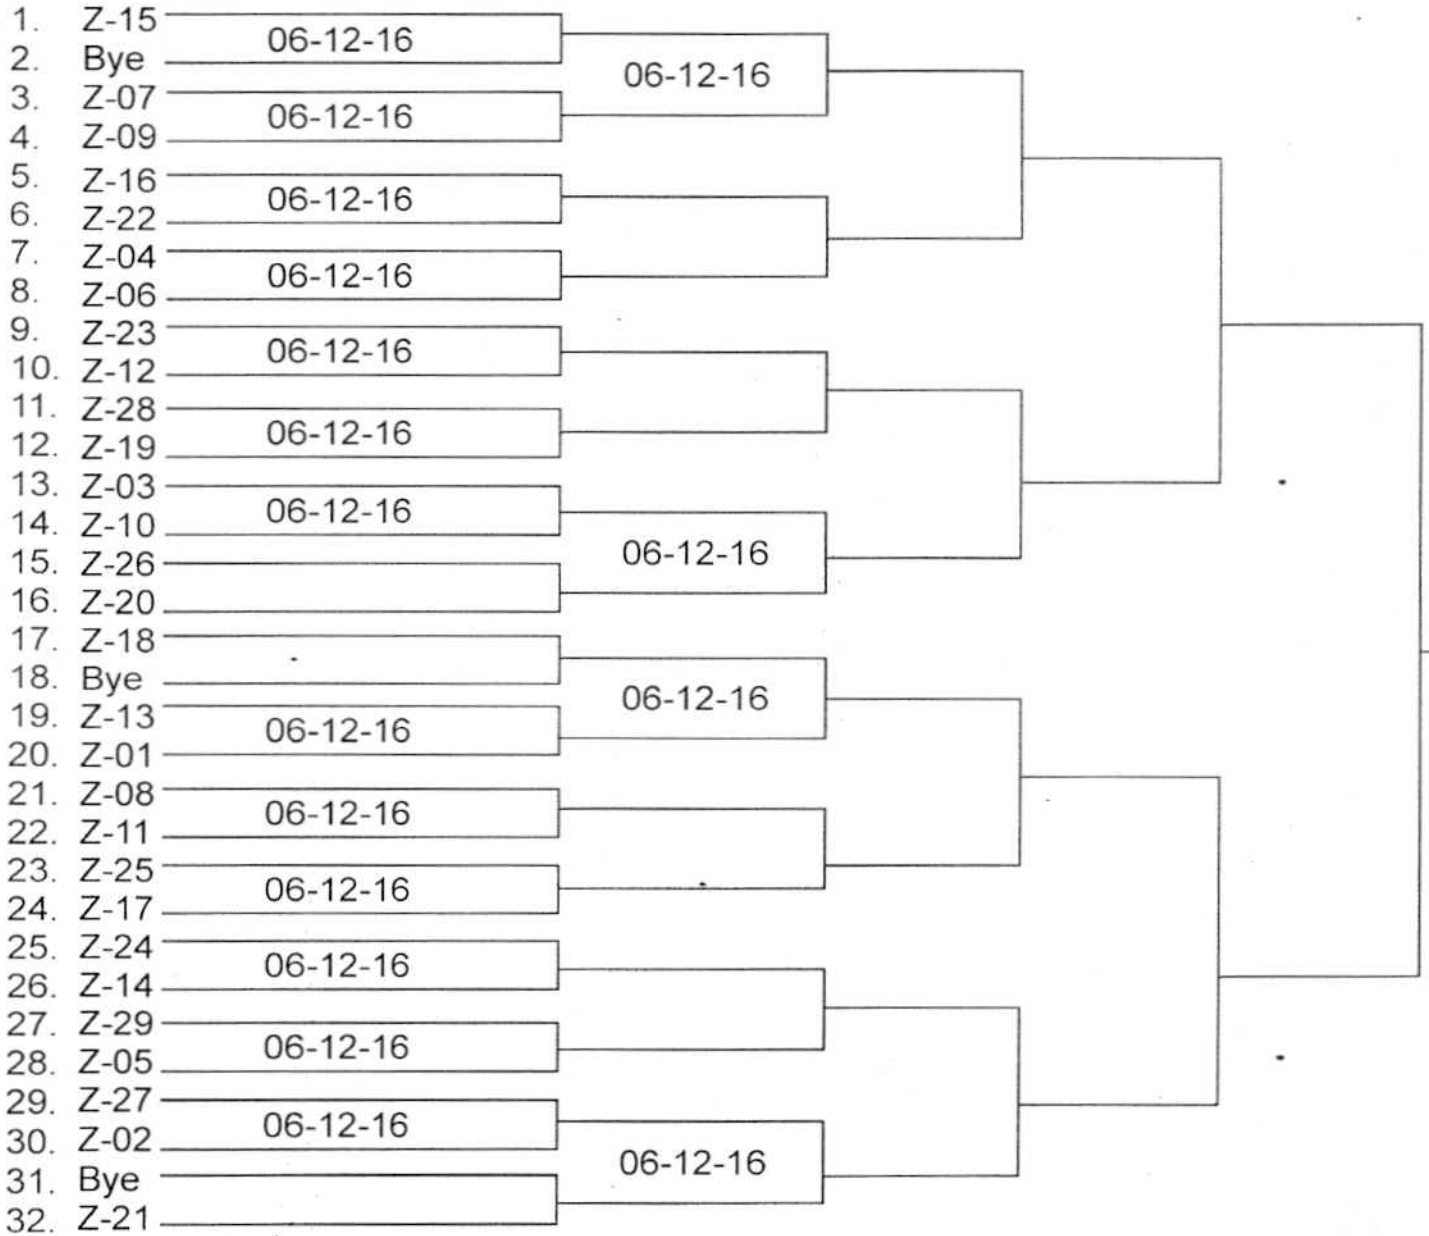 1. Z-15
06-12-16
2. Bye
06-12-16
3. Z-07
06-12-16
4. Z-09
5. Z-16
06-12-16
6. Z-22
7. Z-04
06-12-16
8. Z-06
9. Z-23
06-12-16
10. Z-12
11. Z-28
06-12-16
12. Z-19
13. Z-03
06-12-16
14. Z-10
06-12-16
15. Z-26
16. Z-20
17. Z-18
18. Bye
06-12-16
19. Z-13
06-12-16
20. Z-01
21. Z-08
06-12-16
22. Z-11
23. Z-25
06-12-16
24. Z-17
25. Z-24
06-12-16
26. Z-14
27. Z-29
06-12-16
28. Z-05
29. Z-27
06-12-16
30. Z-02
06-12-16
31. Bye
32. Z-21